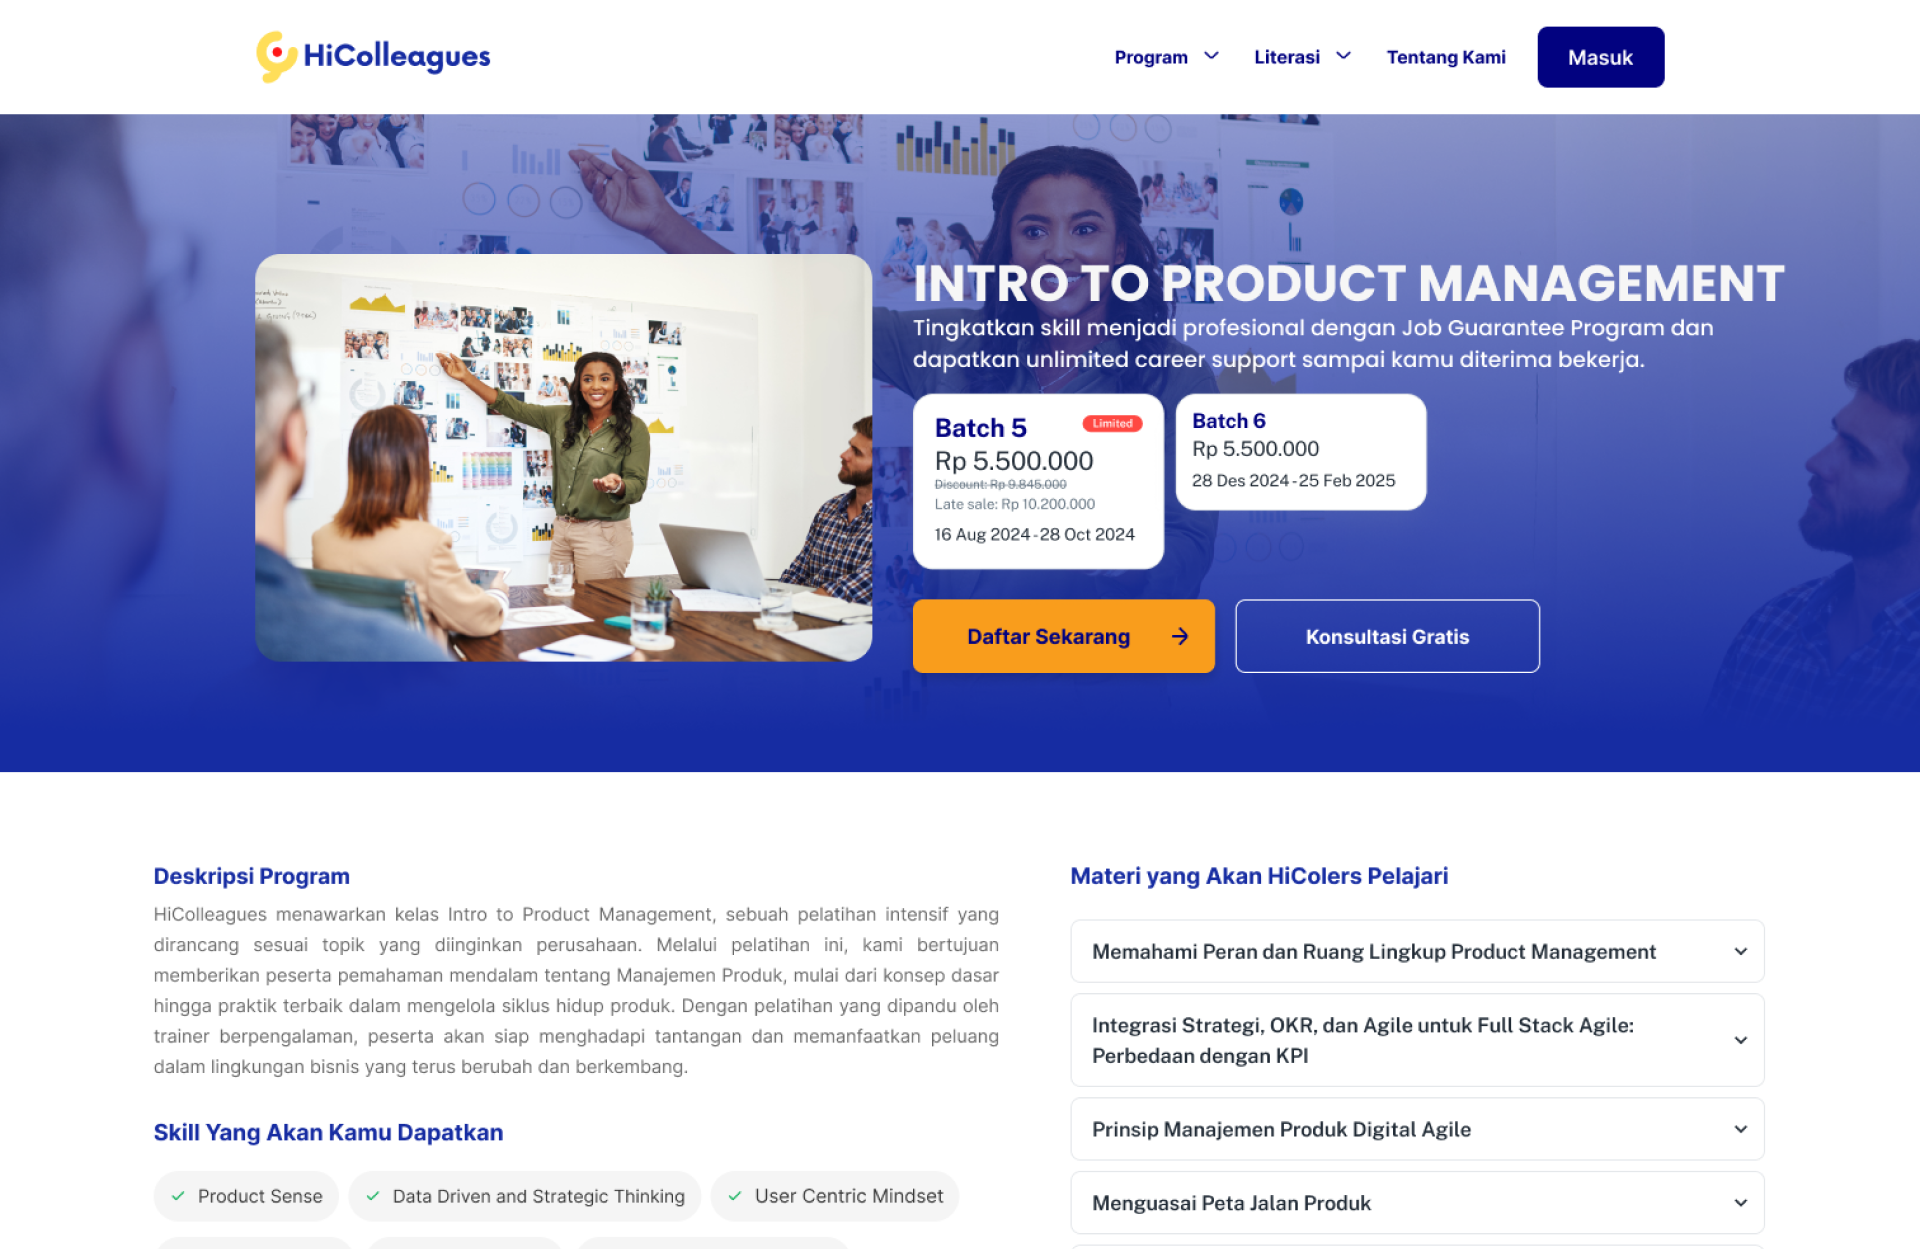 HiColleagues
Program
Literasi
Tentang Kami
Masuk
INTRO TO PRODUCT MANAGEMENT
Tingkatkan skill menjadi profesional dengan Job Guarantee Program dan
dapatkan unlimited career support sampai kamu diterima bekerja.
Batch 5
Limited
Rp 5.500.000
Discount: Rp 9.845.000
Late sale: Rp 10.200.000
16 Aug 2024 - 28 Oct 2024
Batch 6
Rp 5.500.000
28 Des 2024 - 25 Feb 2025
Daftar Sekarang
Konsultasi Gratis
Deskripsi Program
HiColleagues menawarkan kelas Intro to Product Management, sebuah pelatihan intensif yang
dirancang sesuai topik yang diinginkan perusahaan. Melalui pelatihan ini, kami bertujuan
memberikan peserta pemahaman mendalam tentang Manajemen Produk, mulai dari konsep dasar
hingga praktik terbaik dalam mengelola siklus hidup produk. Dengan pelatihan yang dipandu oleh
trainer berpengalaman, peserta akan siap menghadapi tantangan dan memanfaatkan peluang
dalam lingkungan bisnis yang terus berubah dan berkembang.
Skill Yang Akan Kamu Dapatkan
Product Sense
Data Driven and Strategic Thinking
User Centric Mindset
Materi yang Akan HiColers Pelajari
Memahami Peran dan Ruang Lingkup Product Management
Integrasi Strategi, OKR, dan Agile untuk Full Stack Agile:
Perbedaan dengan KPI
Prinsip Manajemen Produk Digital Agile
Menguasai Peta Jalan Produk